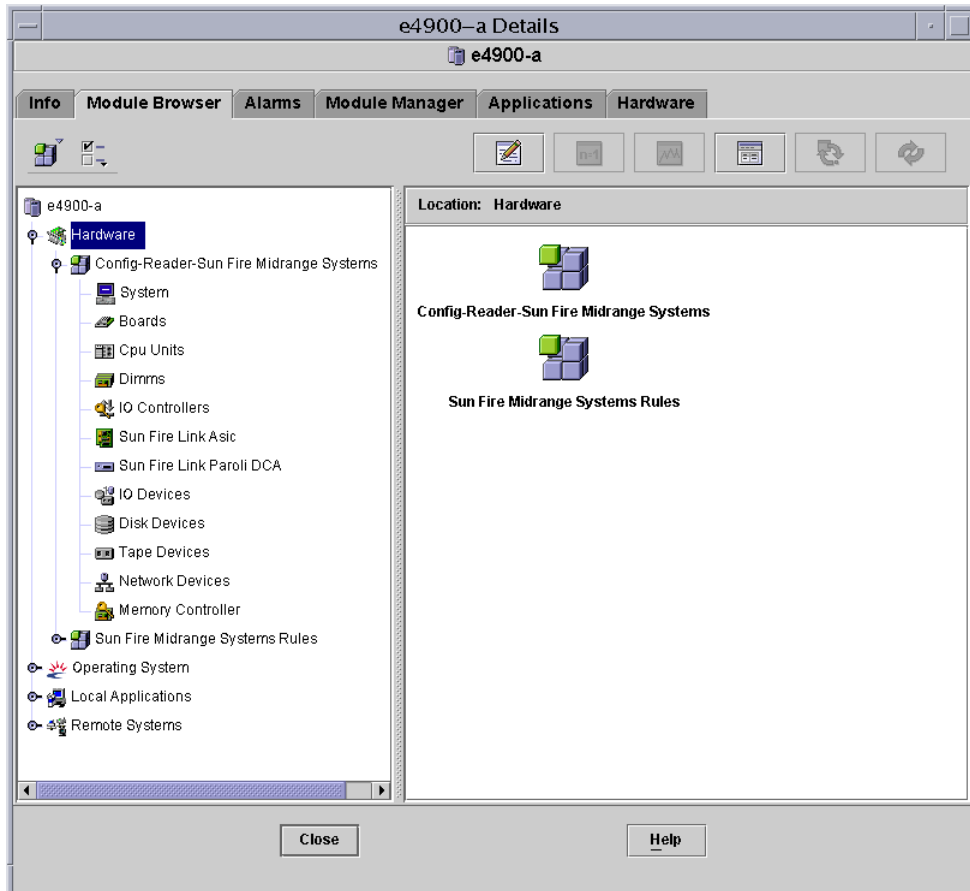 e4900–a Details
e4900-a
Info Module Browser Alarms Module Manager Applications Hardware
n=1
e4900-a
Hardware
Config-Reader-Sun Fire Midrange Systems
System
Boards
Cpu Units
Dimms
IO Controllers
Sun Fire Link Asic
Sun Fire Link Paroli DCA
IO Devices
Disk Devices
Tape Devices
Network Devices
Memory Controller
Sun Fire Midrange Systems Rules
Operating System
Local Applications
Remote Systems
Location: Hardware
Config-Reader-Sun Fire Midrange Systems
Sun Fire Midrange Systems Rules
Close Help